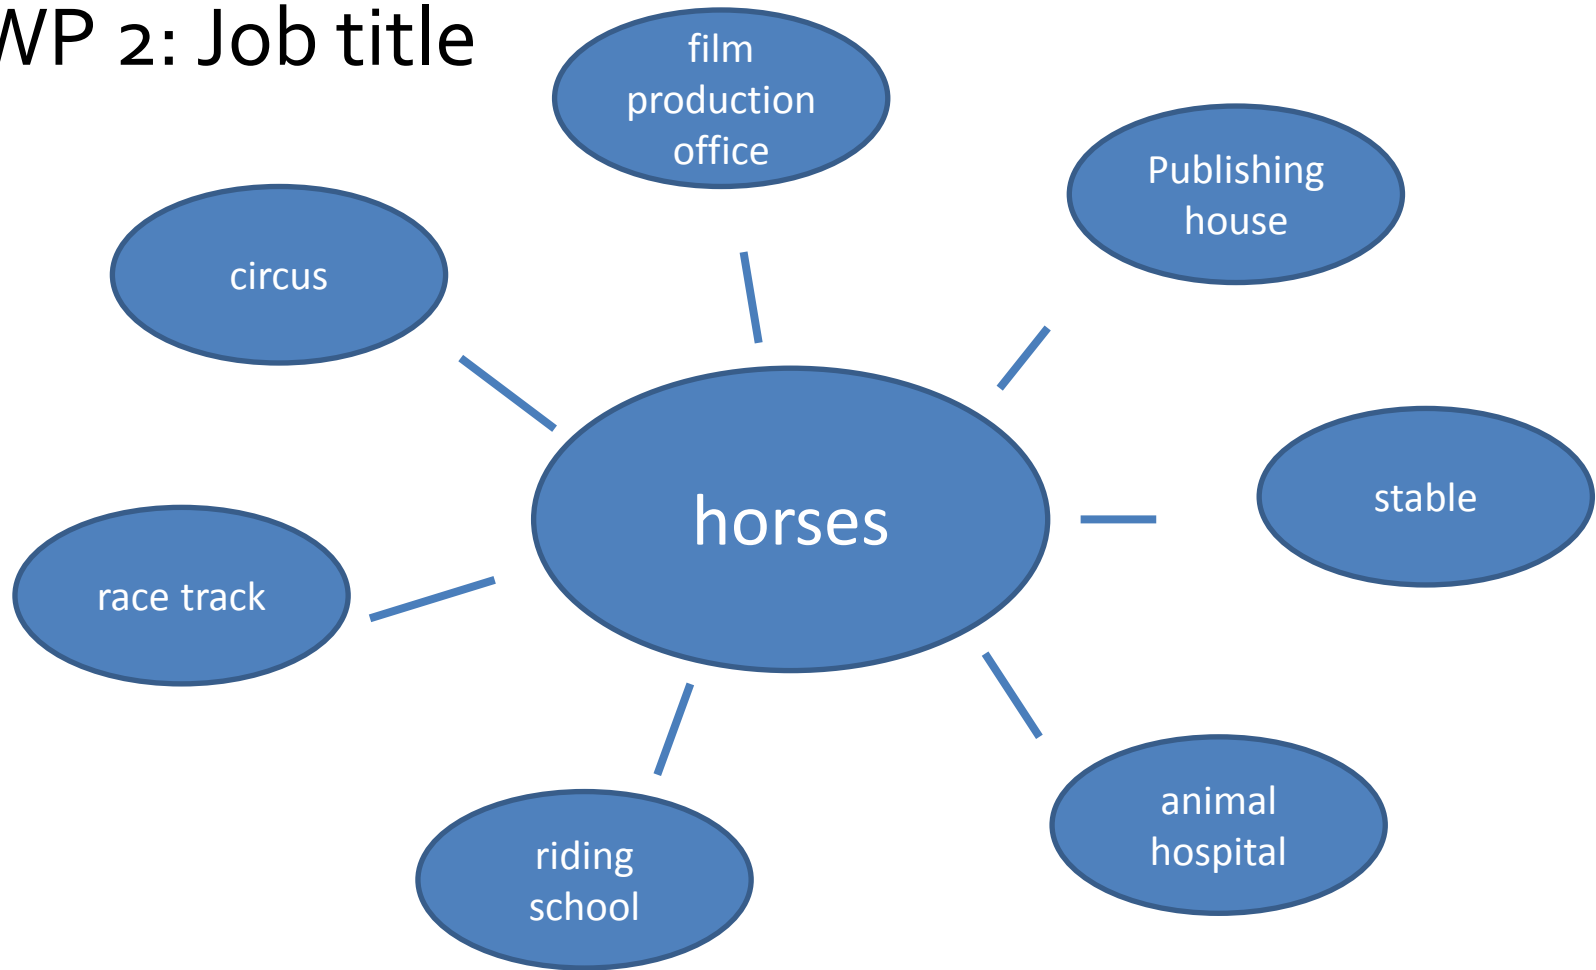 WP 2: Job title
film
production
office
Publishing
house
circus
stable
horses
race track
animal
hospital
riding
school